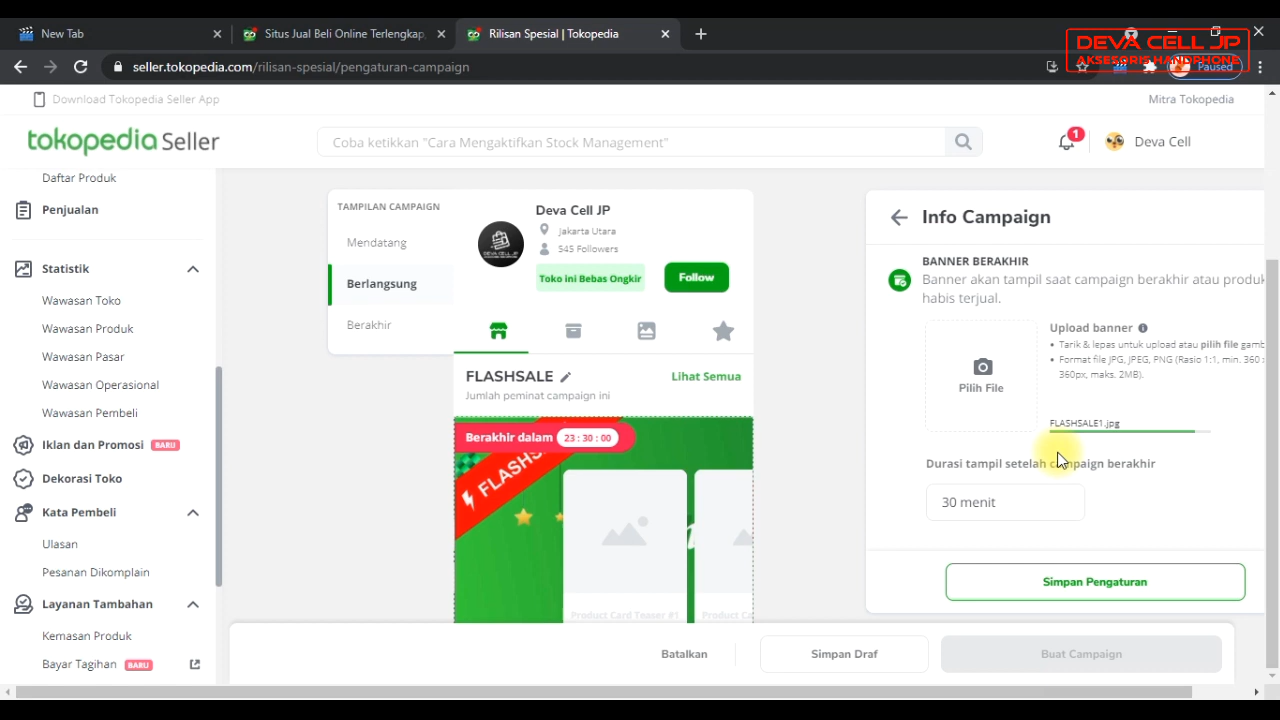 New Tab
Situs Jual Beli Online Terlengkap,
Rilisan Spesial | Tokopedia
DEVA CELL JP
AKSESORIS HANDPHONE
seller.tokopedia.com/rilisan-spesial/pengaturan-campaign
Paused
Download Tokopedia Seller App
Mitra Tokopedia
tokopedia Seller
Coba ketikkan "Cara Mengaktifkan Stock Management"
1
Deva Cell
Daftar Produk
Penjualan
Statistik
Wawasan Toko
Wawasan Produk
Wawasan Pasar
Wawasan Operasional
Wawasan Pembeli
Iklan dan Promosi BARU
Dekorasi Toko
Kata Pembeli
Ulasan
Pesanan Dikomplain
Layanan Tambahan
Kemasan Produk
Bayar Tagihan BARU
TAMPILAN CAMPAIGN
Mendatang
Berlangsung
Berakhir
Deva Cell JP
Jakarta Utara
545 Followers
Toko ini Bebas Ongkir
Follow
FLASHSALE
Lihat Semua
Jumlah peminat campaign ini
Berakhir dalam 23 : 30 : 00
FLASHS
Product Card Teaser #1
Product Ca
Info Campaign
BANNER BERAKHIR
Banner akan tampil saat campaign berakhir atau produk
habis terjual.
Pilih File
Upload banner
• Tarik & lepas untuk upload atau pilih file gamb
• Format file JPG, JPEG, PNG (Rasio 1:1, min. 360 x
360px, maks. 2MB).
FLASHSALE1.jpg
Durasi tampil setelah campaign berakhir
30 menit
Simpan Pengaturan
Batalkan
Simpan Draf
Buat Campaign